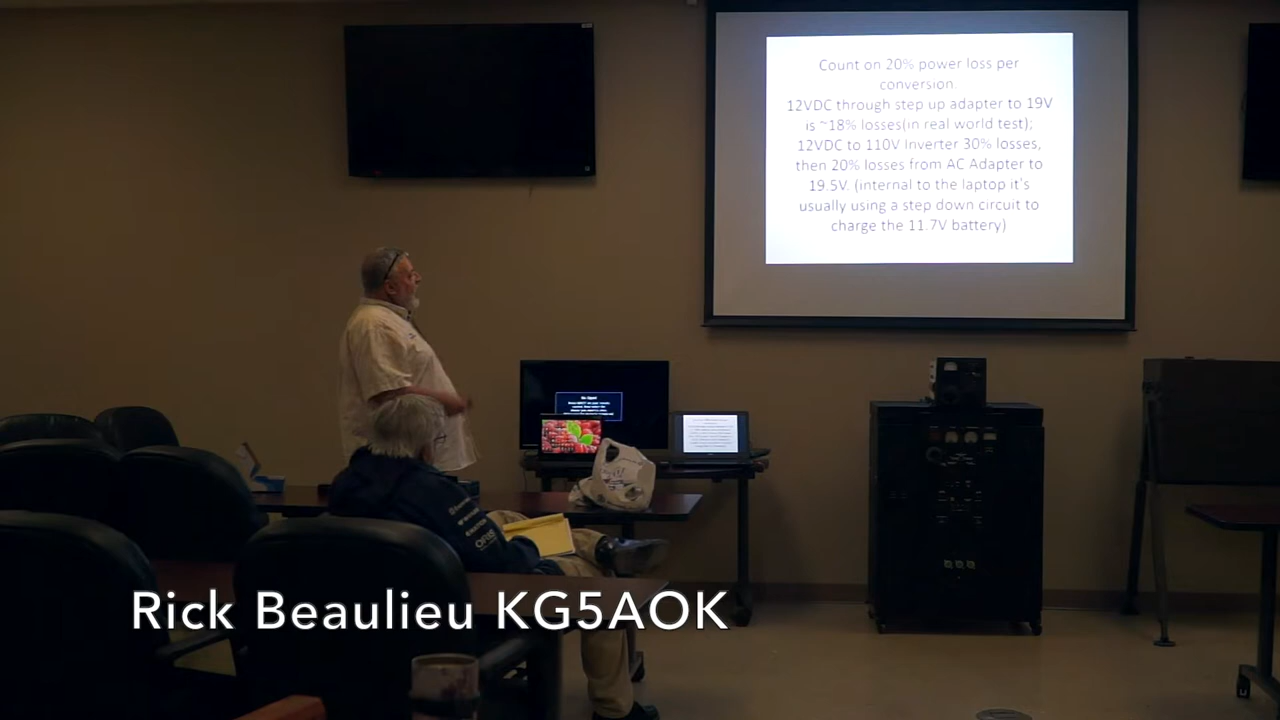 Count on 20% power loss per
conversion.
12VDC through step up adapter to 19V
is ~18% losses(in real world test);
12VDC to 110V Inverter 30% losses,
then 20% losses from AC Adapter to
19.5V. (internal to the laptop it's
usually using a step down circuit to
charge the 11.7V battery)
Rick Beaulieu KG5AOK